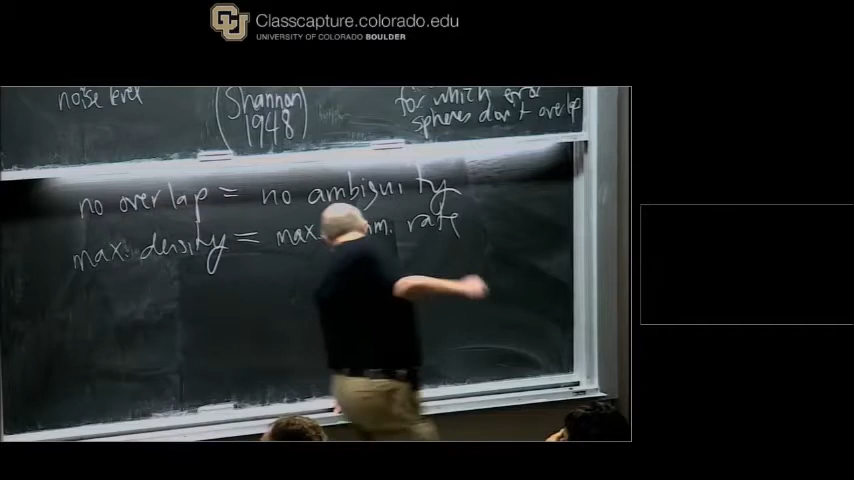 Classcapture.colorado.edu
UNIVERSITY OF COLORADO BOULDER
noise level
(Shannon 1948)
for which error
spheres don't overlap
no overlap = no ambiguity
max. density = max. mm. rate